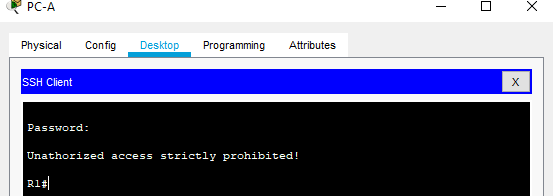 PC-A
Physical Config Desktop Programming Attributes
SSH Client X
Password:
Unathorized access strictly prohibited!
R1#